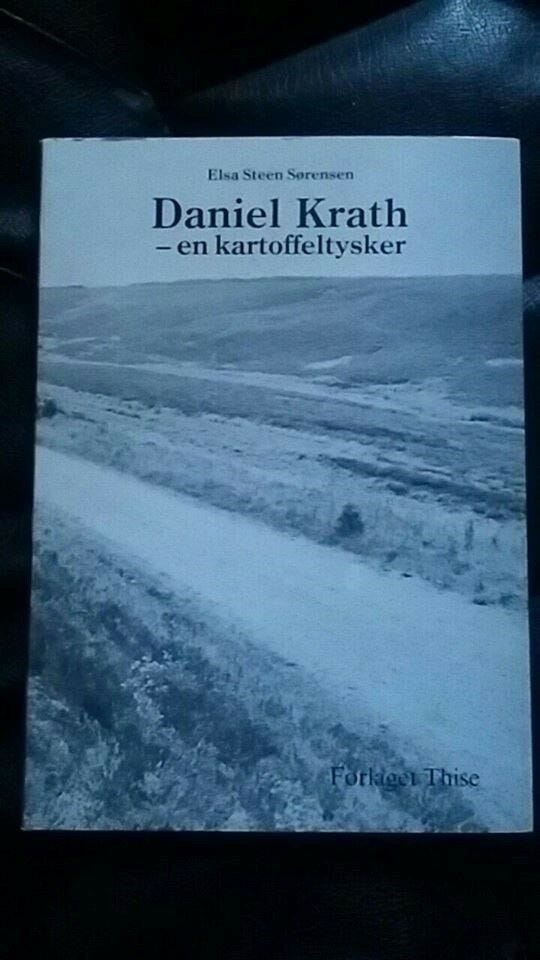 Elsa Steen Sørensen
Daniel Krath
– en kartoffeltysker
Forlaget Thise